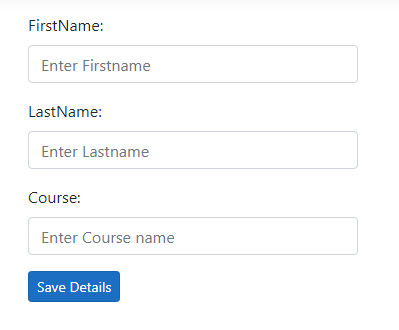 FirstName:
Enter Firstname
LastName:
Enter Lastname
Course:
Enter Course name
Save Details